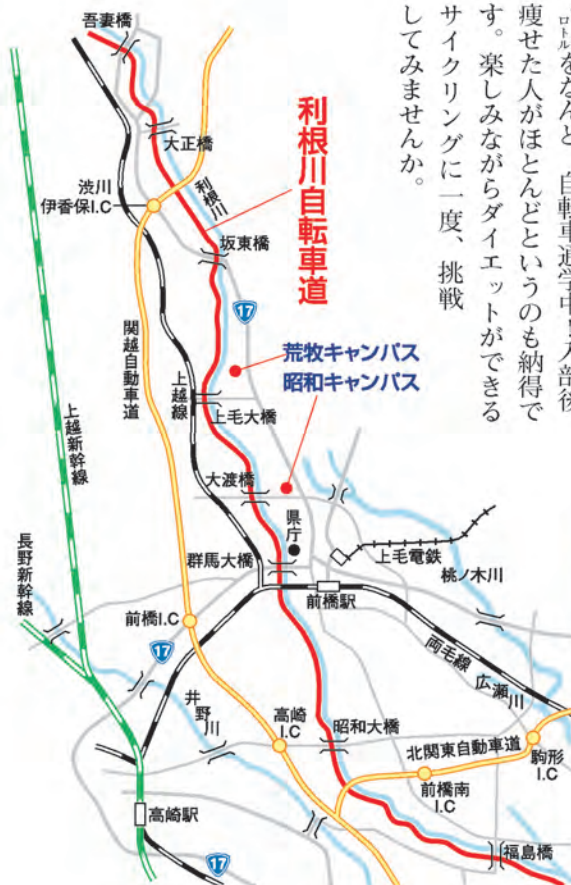 ㍑をなんと 自転車通学中！入部後
痩せた人がほとんどというのも納得で
す。楽しみながらダイエットができる
サイクリングに一度、挑戦
してみませんか。
吾妻橋
大正橋
渋川
伊香保I.C
利根川
利根川自転車道
坂東橋
17
荒牧キャンパス
昭和キャンパス
関越自動車道
上越線
上毛大橋
上越新幹線
大渡橋
県庁
長野新幹線
群馬大橋
上毛電鉄
桃ノ木川
前橋駅
前橋I.C
17
両毛線
広瀬川
井野川
高崎
I.C
昭和大橋
北関東自動車道
駒形
I.C
前橋南
I.C
高崎駅
福島橋
17